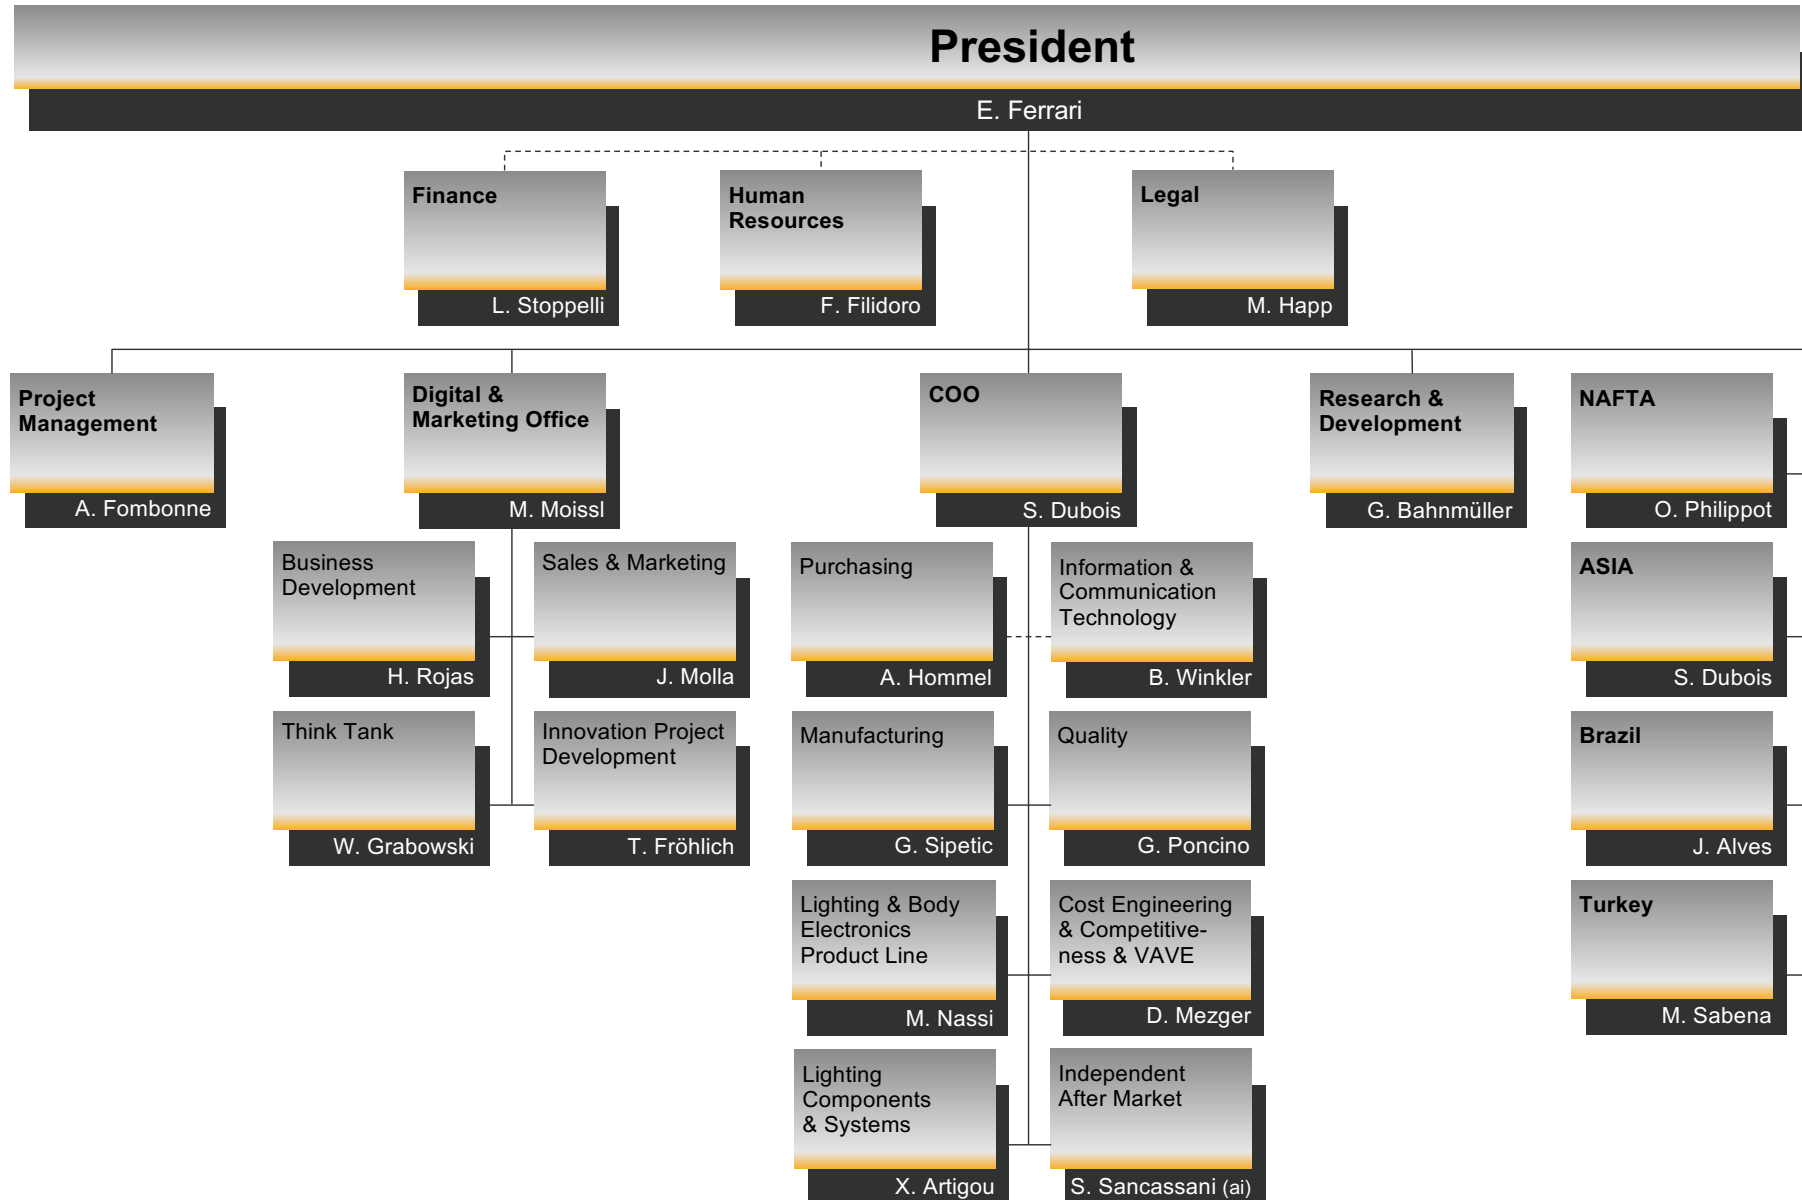 President
E. Ferrari
Finance
L. Stoppelli
Human
Resources
F. Filidoro
Legal
M. Happ
Project
Management
A. Fombonne
Digital &
Marketing Office
M. Moissl
COO
S. Dubois
Research &
Development
G. Bahnmüller
NAFTA
O. Philippot
Business
Development
H. Rojas
Sales & Marketing
J. Molla
Purchasing
A. Hommel
Information &
Communication
Technology
B. Winkler
ASIA
S. Dubois
Think Tank
W. Grabowski
Innovation Project
Development
T. Fröhlich
Manufacturing
G. Sipetic
Quality
G. Poncino
Brazil
J. Alves
Lighting & Body
Electronics
Product Line
M. Nassi
Cost Engineering
& Competitive-
ness & VAVE
D. Mezger
Turkey
M. Sabena
Lighting
Components
& Systems
X. Artigou
Independent
After Market
S. Sancassani (ai)